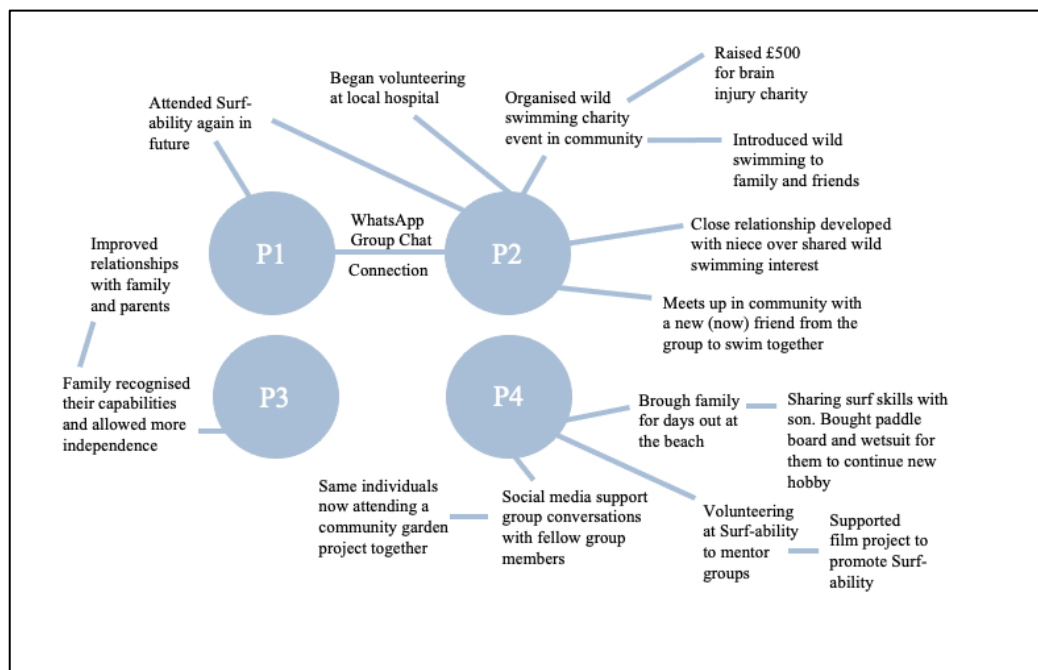 Raised £500
for brain
injury charity
Began volunteering
at local hospital
Organised wild
swimming charity
event in community
Attended Surf-
ability again in
future
Introduced wild
swimming to
family and friends
WhatsApp
Group Chat
Connection
P1
P2
Close relationship developed
with niece over shared wild
swimming interest
Improved
relationships
with family
and parents
Meets up in community with
a new (now) friend from the
group to swim together
P3
P4
Family recognised
their capabilities
and allowed more
independence
Brough family
for days out at
the beach
Sharing surf skills with
son. Bought paddle
board and wetsuit for
them to continue new
hobby
Same individuals
now attending a
community garden
project together
Social media support
group conversations
with fellow group
members
Volunteering
at Surf-ability
to mentor
groups
Supported
film project to
promote Surf-
ability